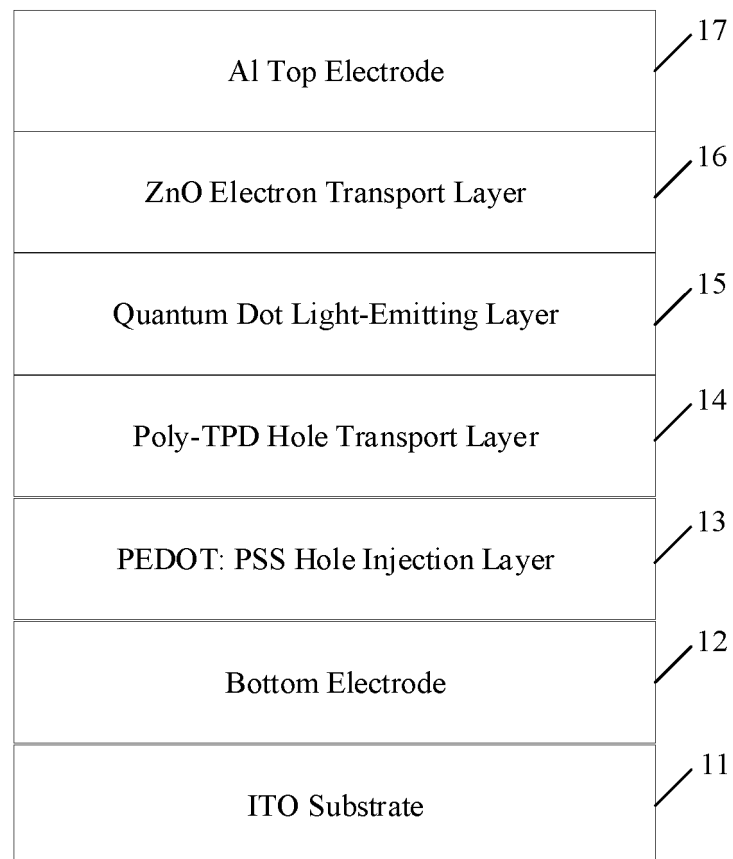 17
Al Top Electrode
16
ZnO Electron Transport Layer
15
Quantum Dot Light-Emitting Layer
14
Poly-TPD Hole Transport Layer
13
PEDOT: PSS Hole Injection Layer
12
Bottom Electrode
11
ITO Substrate